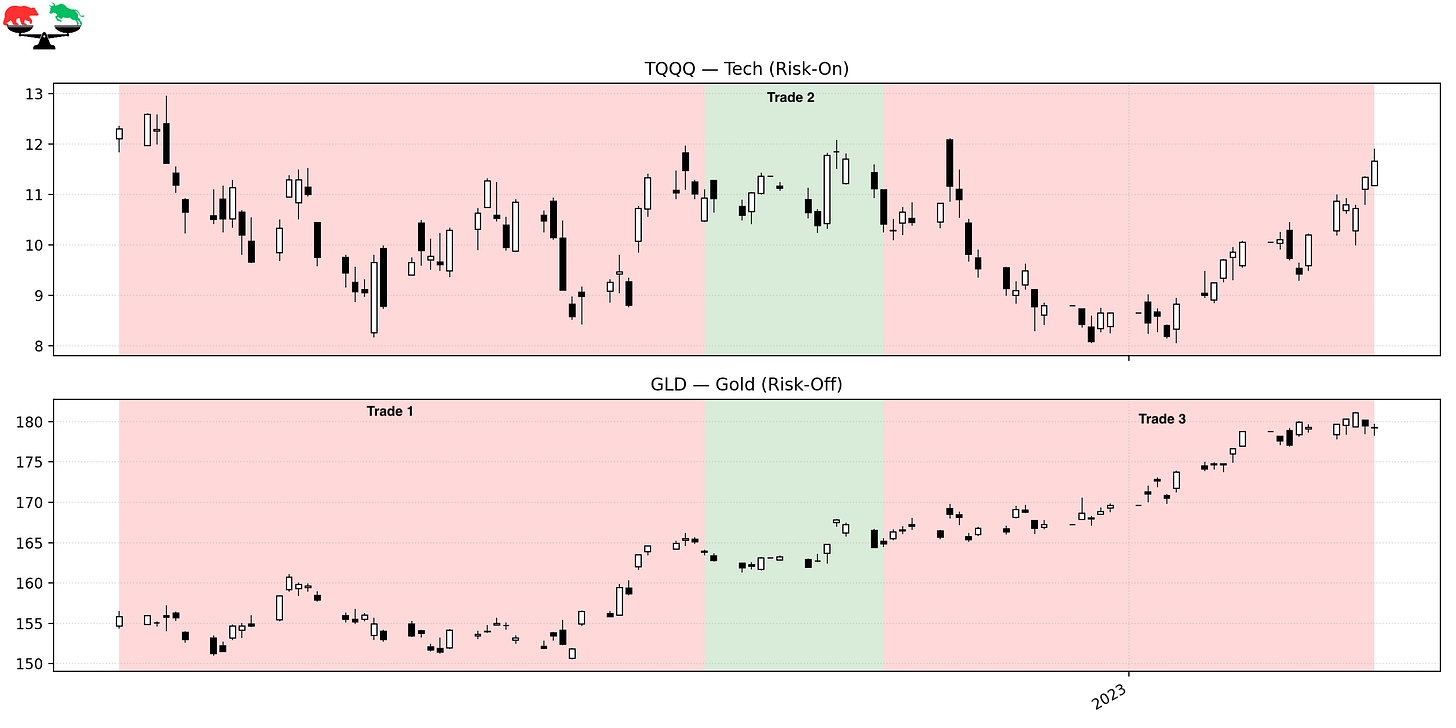 TQQQ — Tech (Risk-On)
Trade 2
13
12
11
10
9
8
GLD — Gold (Risk-Off)
Trade 1
Trade 3
180
175
170
165
160
155
150
2023